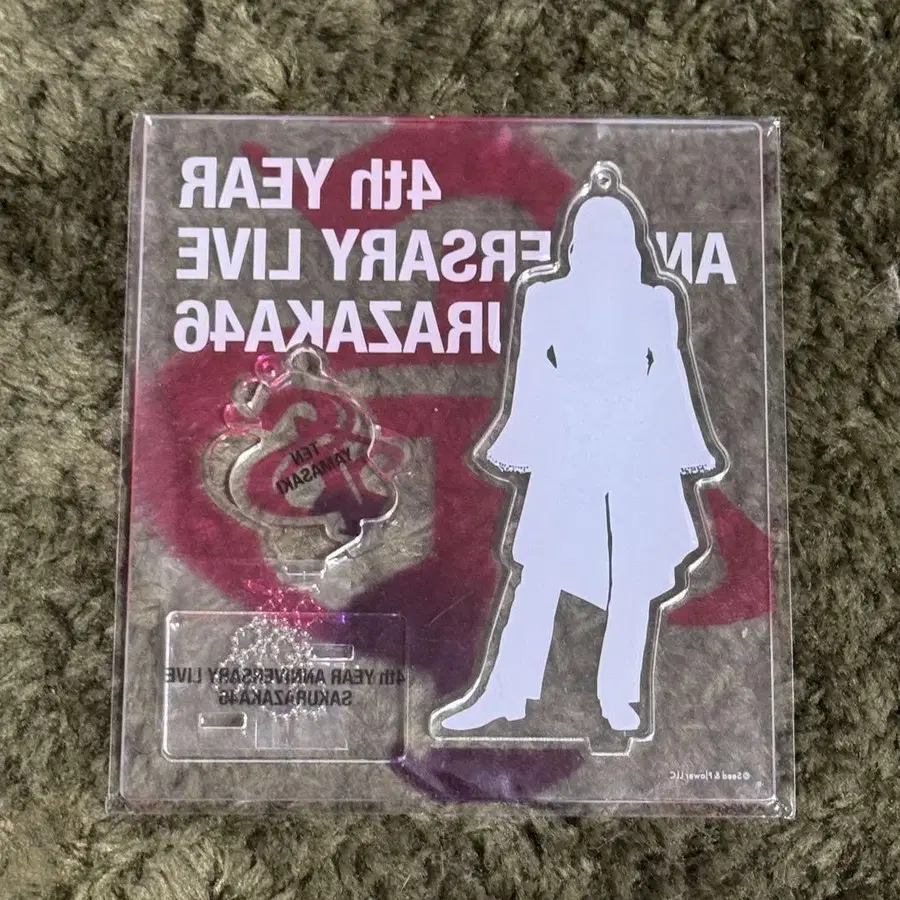 4th YEAR
AN ERSARY LIVE
URAZAKA46
TEN
YAMASAKI
4th YEAR ANNIVERSARY LIVE
SAKURAZAKA46
© Seed & Flower LLC